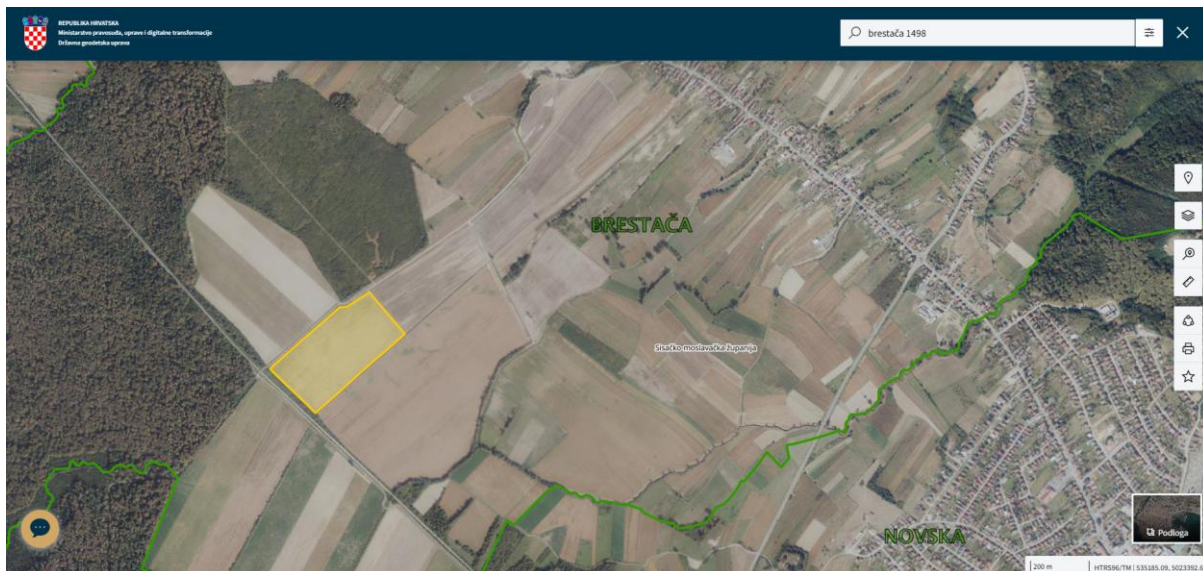 REPUBLIKA HRVATSKA
Ministarstvo pravosuđa, uprave i digitalne transformacije
Državna geodetska uprava
brestača 1498
BRESTAČA
Sisačko-moslavačka županija
NOVSKA
Podloga
200 m
HTRS96/TM | 535185.09, 5023392.